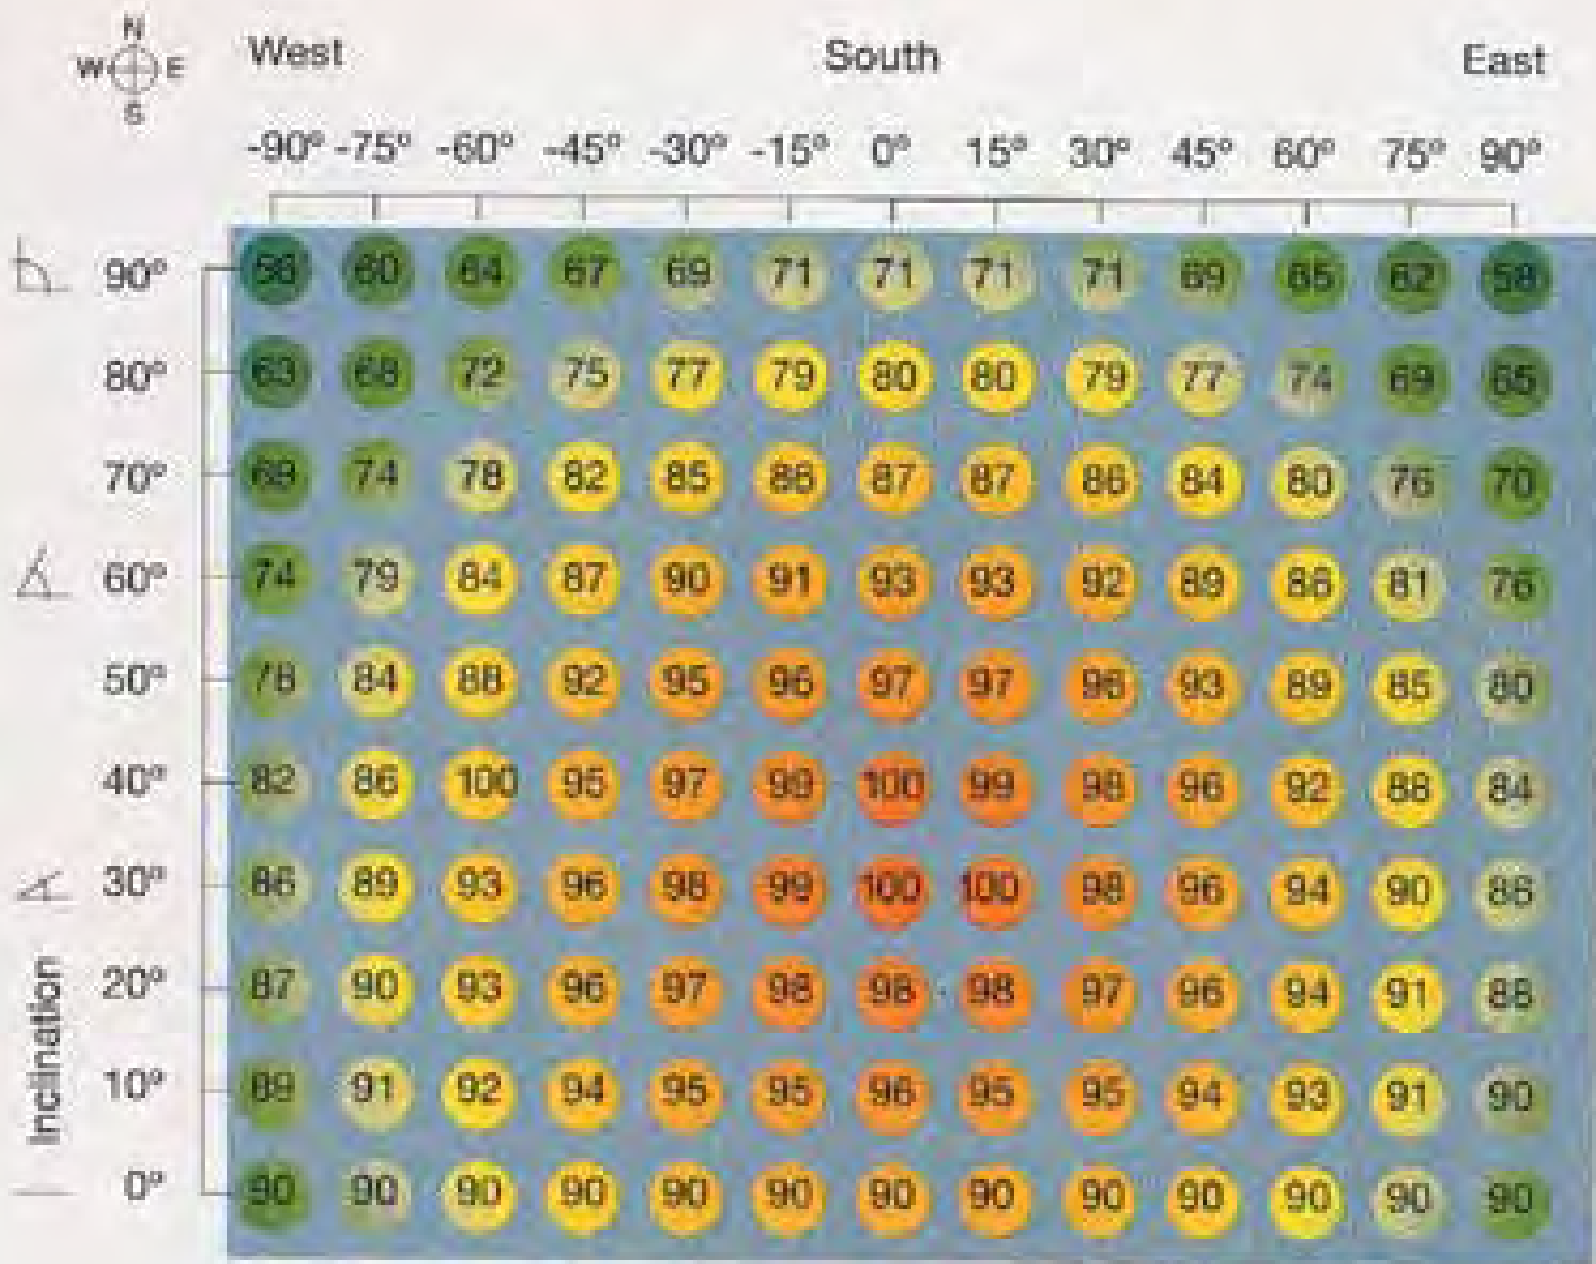 N
W E
S
West South East
-90° -75° -60° -45° -30° -15° 0° 15° 30° 45° 60° 75° 90°
90° 56 60 64 67 69 71 71 71 71 69 65 62 58
80° 63 68 72 75 77 79 80 80 79 77 74 69 65
70° 69 74 78 82 85 86 87 87 86 84 80 76 70
60° 74 79 84 87 90 91 93 93 92 89 86 81 76
50° 78 84 88 92 95 96 97 97 96 93 89 85 80
40° 82 86 100 95 97 99 100 99 98 96 92 88 84
30° 86 89 93 96 98 99 100 100 98 96 94 90 86
20° 87 90 93 96 97 98 98 98 97 96 94 91 88
10° 89 91 92 94 95 95 96 95 95 94 93 91 90
0° 90 90 90 90 90 90 90 90 90 90 90 90 90
Inclination